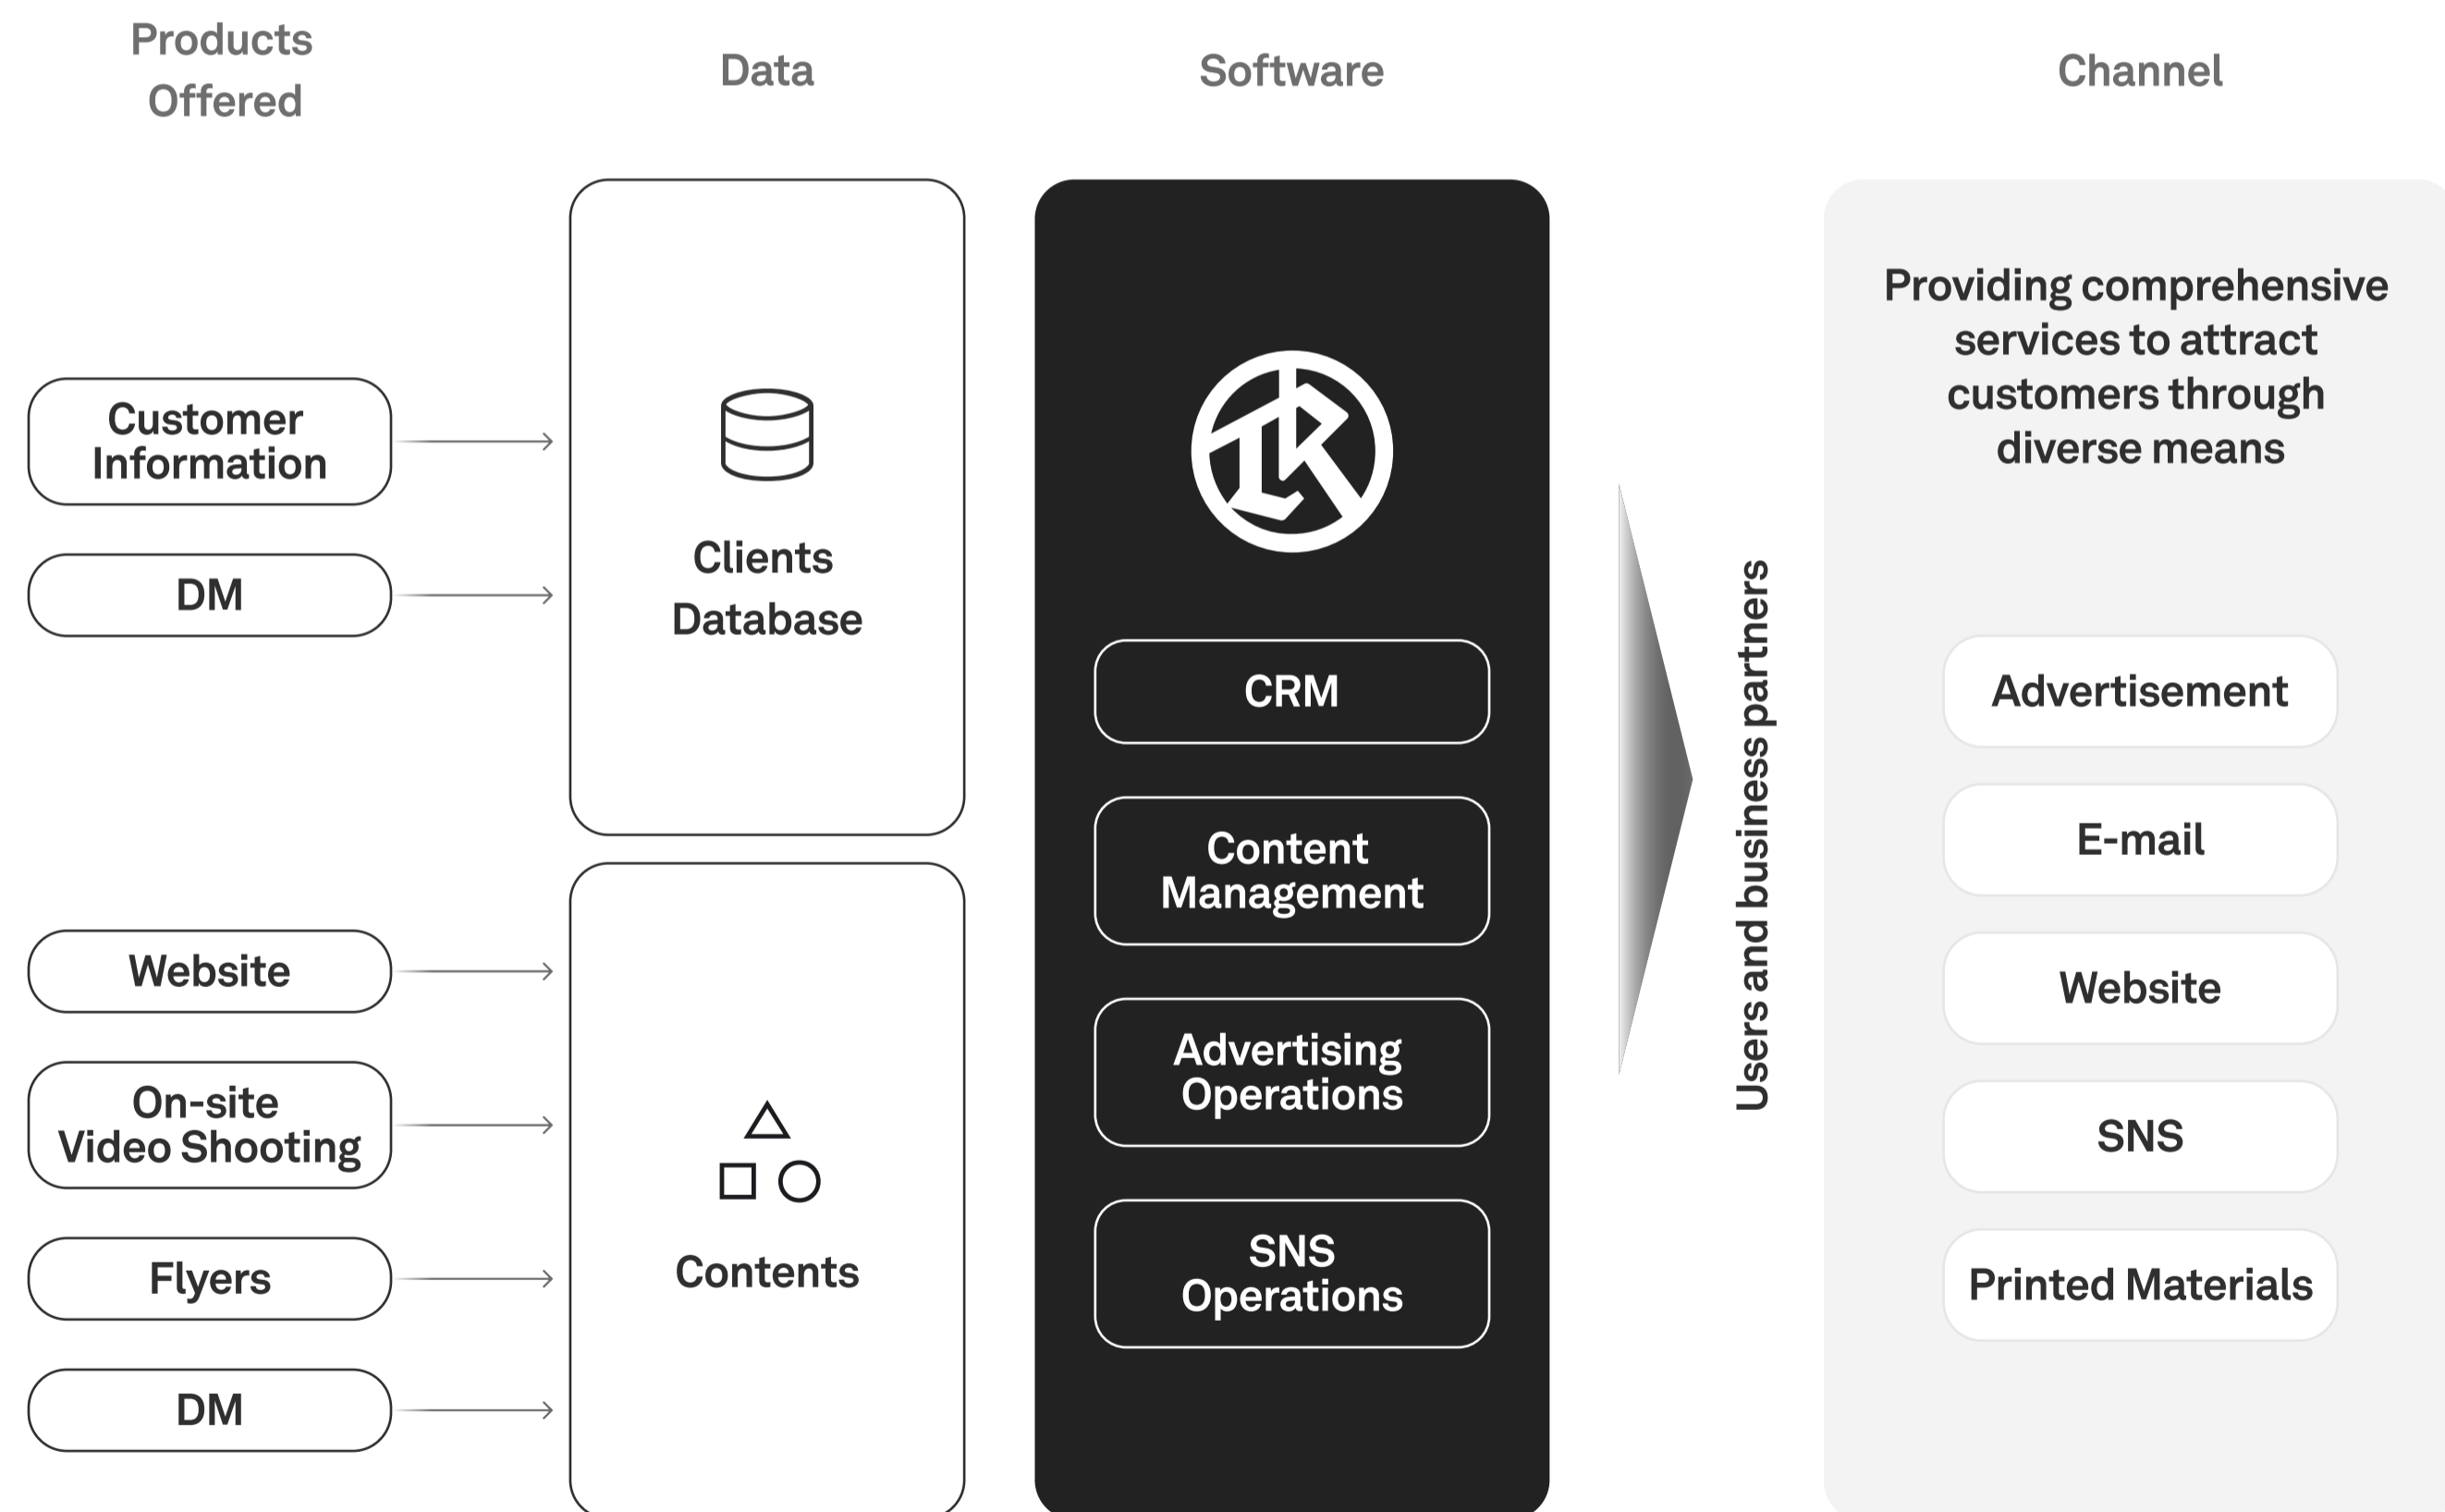 Products
Offered
Data
Software
Channel
Customer
Information
DM
Website
On-site
Video Shooting
Flyers
DM
Clients
Database
Contents
CRM
Content
Management
Advertising
Operations
SNS
Operations
Users and business partners
Providing comprehensive
services to attract
customers through
diverse means
Advertisement
E-mail
Website
SNS
Printed Materials